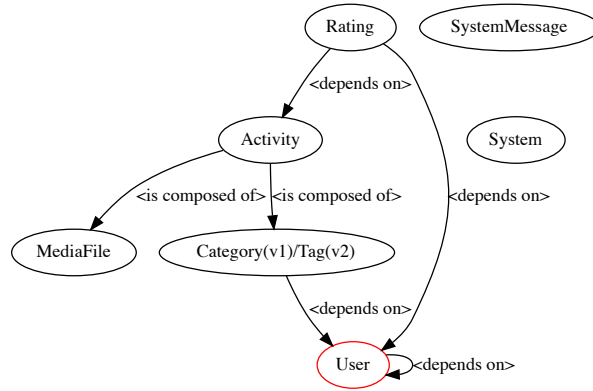 Rating
SystemMessage
<depends on>
Activity
System
<is composed of>
<is composed of>
<depends on>
MediaFile
Category(v1)/Tag(v2)
<depends on>
User
<depends on>